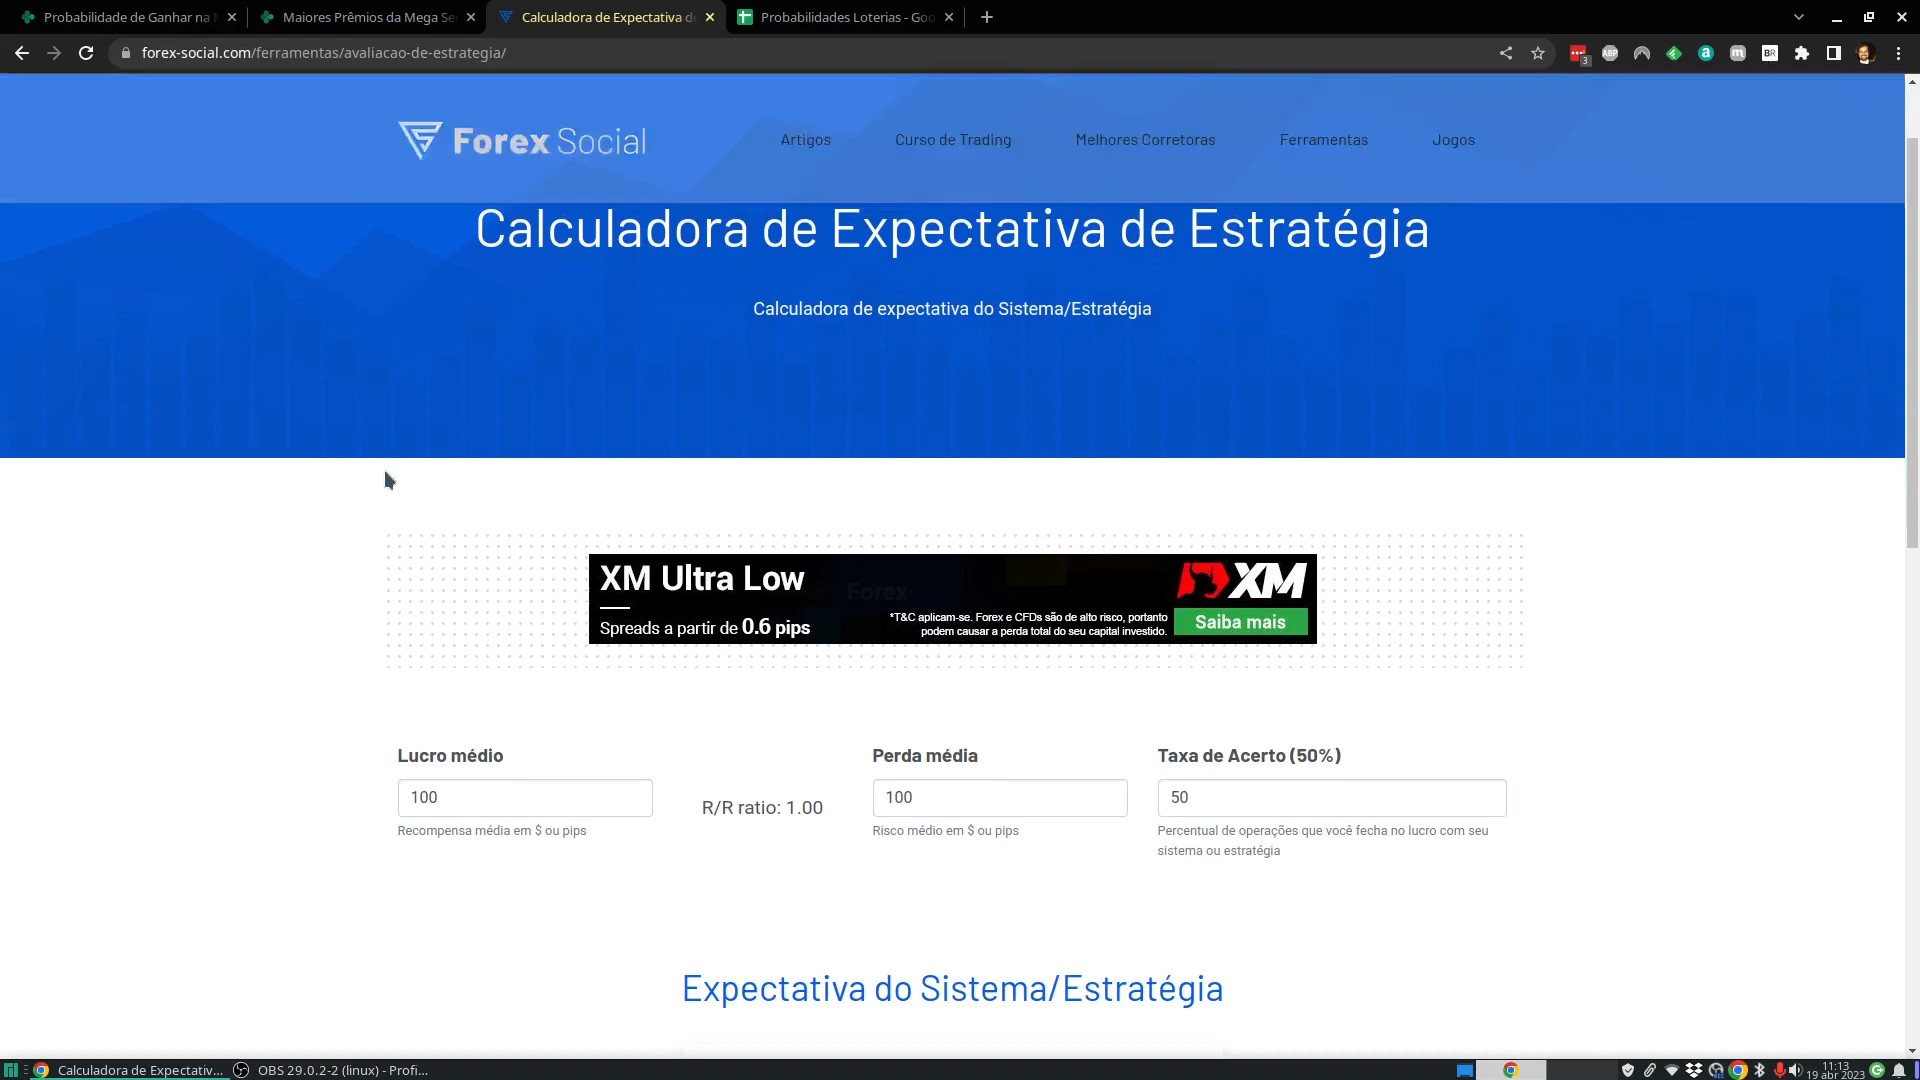 Probabilidade de Ganhar na M
Maiores Prêmios da Mega Se
Calculadora de Expectativa de
Probabilidades Loterias - Goo
forex-social.com/ferramentas/avaliacao-de-estrategia/
3
ABP
a
m
BR
Forex Social
Artigos
Curso de Trading
Melhores Corretoras
Ferramentas
Jogos
Calculadora de Expectativa de Estratégia
Calculadora de expectativa do Sistema/Estratégia
XM Ultra Low
Forex
Spreads a partir de 0.6 pips
*T&C aplicam-se. Forex e CFDs são de alto risco, portanto
podem causar a perda total do seu capital investido.
XM
Saiba mais
Lucro médio
Perda média
Taxa de Acerto (50%)
100
R/R ratio: 1.00
100
50
Recompensa média em $ ou pips
Risco médio em $ ou pips
Percentual de operações que você fecha no lucro com seu
sistema ou estratégia
Expectativa do Sistema/Estratégia
Calculadora de Expectativ...
OBS 29.0.2-2 (linux) - Profi...
11:13
19 abr 2023